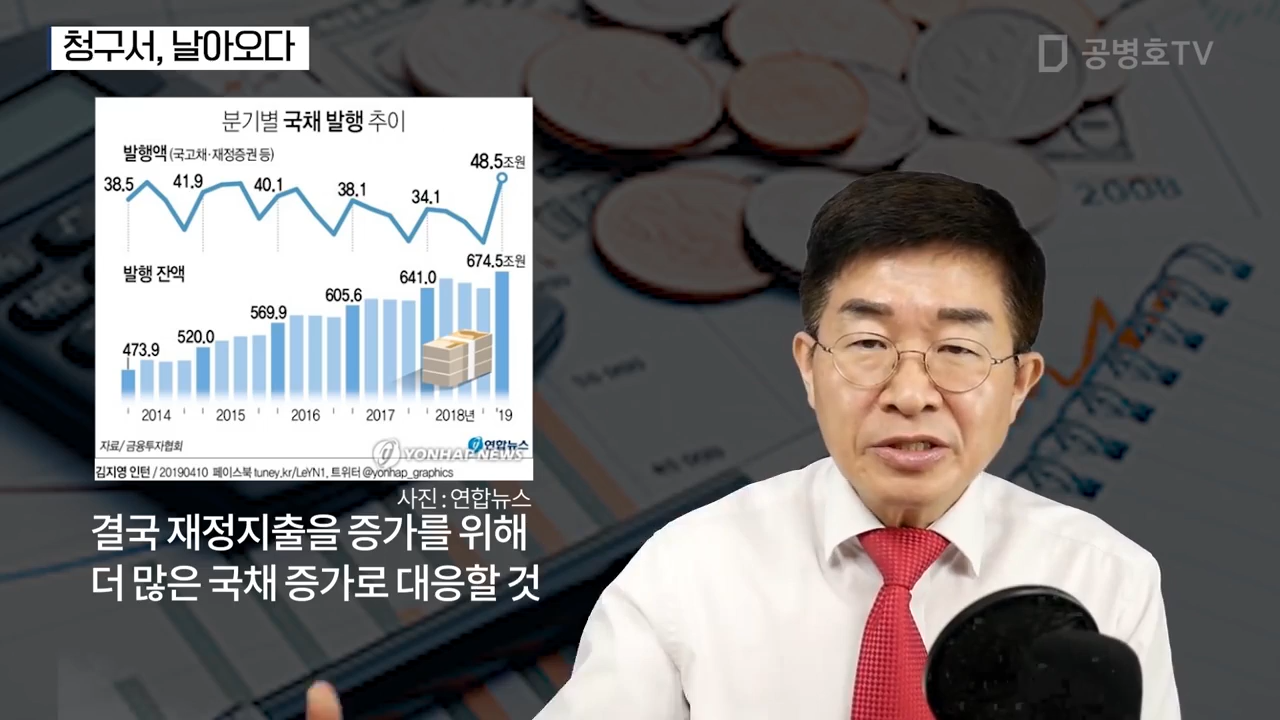 청구서, 날아오다
공병호TV
분기별 국채 발행 추이
발행액 (국고채·재정증권 등)
38.5
41.9
40.1
38.1
34.1
48.5조원
발행 잔액
473.9
520.0
569.9
605.6
641.0
674.5조원
2014
2015
2016
2017
2018년
'19
자료/ 금융투자협회
YONHAP NEWS
연합뉴스
김지영 인턴 / 20190410 페이스북 tuney.kr/LeYN1, 트위터 @yonhap_graphics
사진 : 연합뉴스
결국 재정지출을 증가를 위해
더 많은 국채 증가로 대응할 것
2008